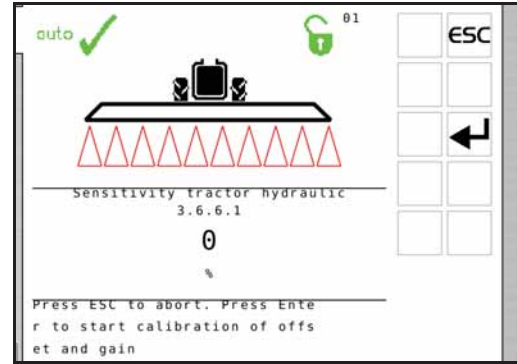 auto
01
ESC
Sensitivity tractor hydraulic
3.6.6.1
0
%
Press ESC to abort. Press Ente
r to start calibration of offs
et and gain